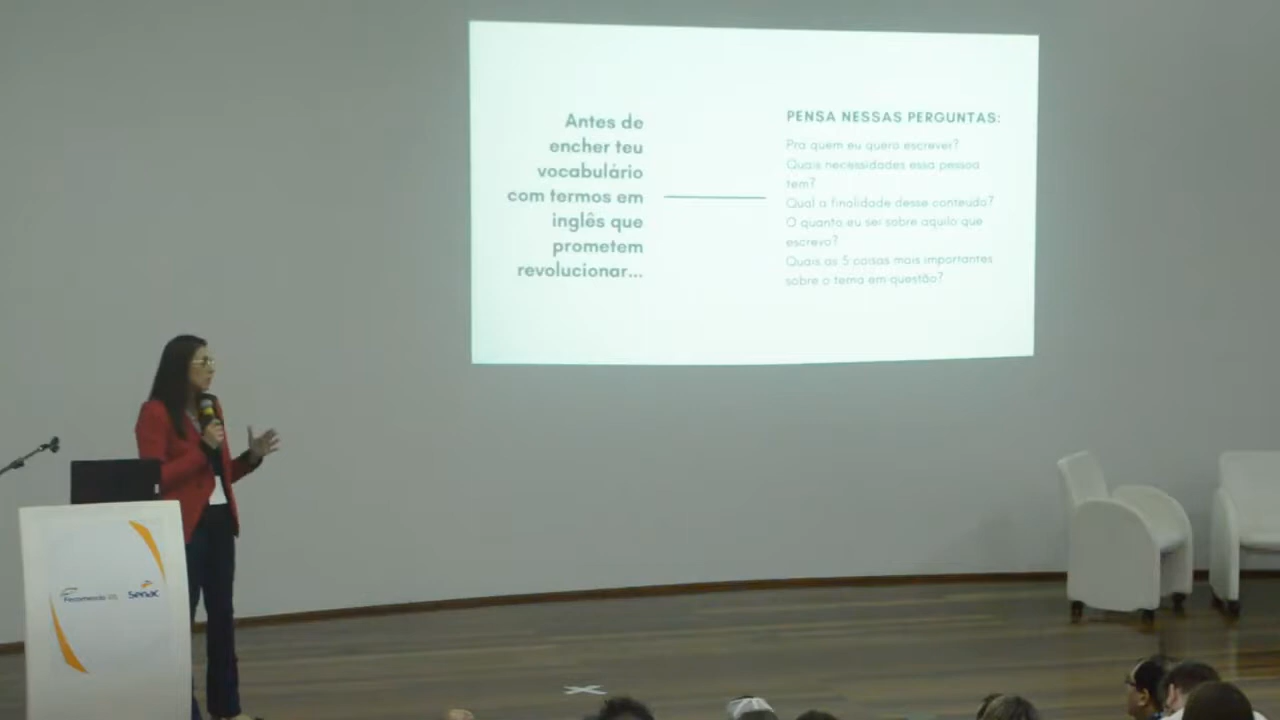 Antes de
encher teu
vocabulário
com termos em
inglês que
prometem
revolucionar...
PENSA NESSAS PERGUNTAS:
Pra quem eu quero escrever?
Quais necessidades essa pessoa
tem?
Qual a finalidade desse conteúdo?
O quanto eu sei sobre aquilo que
escrevo?
Quais as 5 coisas mais importantes
sobre o tema em questão?
Fecomércio RS
Senac